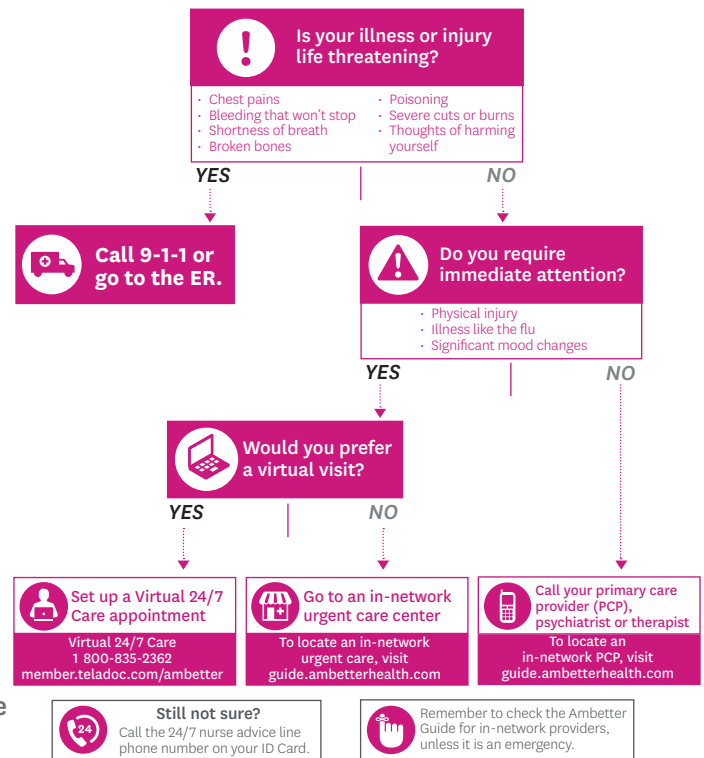 Is your illness or injury
life threatening?
· Chest pains
· Bleeding that won't stop
· Shortness of breath
· Broken bones
· Poisoning
· Severe cuts or burns
· Thoughts of harming
yourself
YES
NO
Call 9-1-1 or
go to the ER.
Do you require
immediate attention?
· Physical injury
· Illness like the flu
· Significant mood changes
YES
NO
Would you prefer
a virtual visit?
YES
NO
Set up a Virtual 24/7
Care appointment
Virtual 24/7 Care
1 800-835-2362
member.teladoc.com/ambetter
Go to an in-network
urgent care center
To locate an in-network
urgent care, visit
guide.ambetterhealth.com
Call your primary care
provider (PCP),
psychiatrist or therapist
To locate an
in-network PCP, visit
guide.ambetterhealth.com
e
24
Still not sure?
Call the 24/7 nurse advice line
phone number on your ID Card.
Remember to check the Ambetter
Guide for in-network providers,
unless it is an emergency.